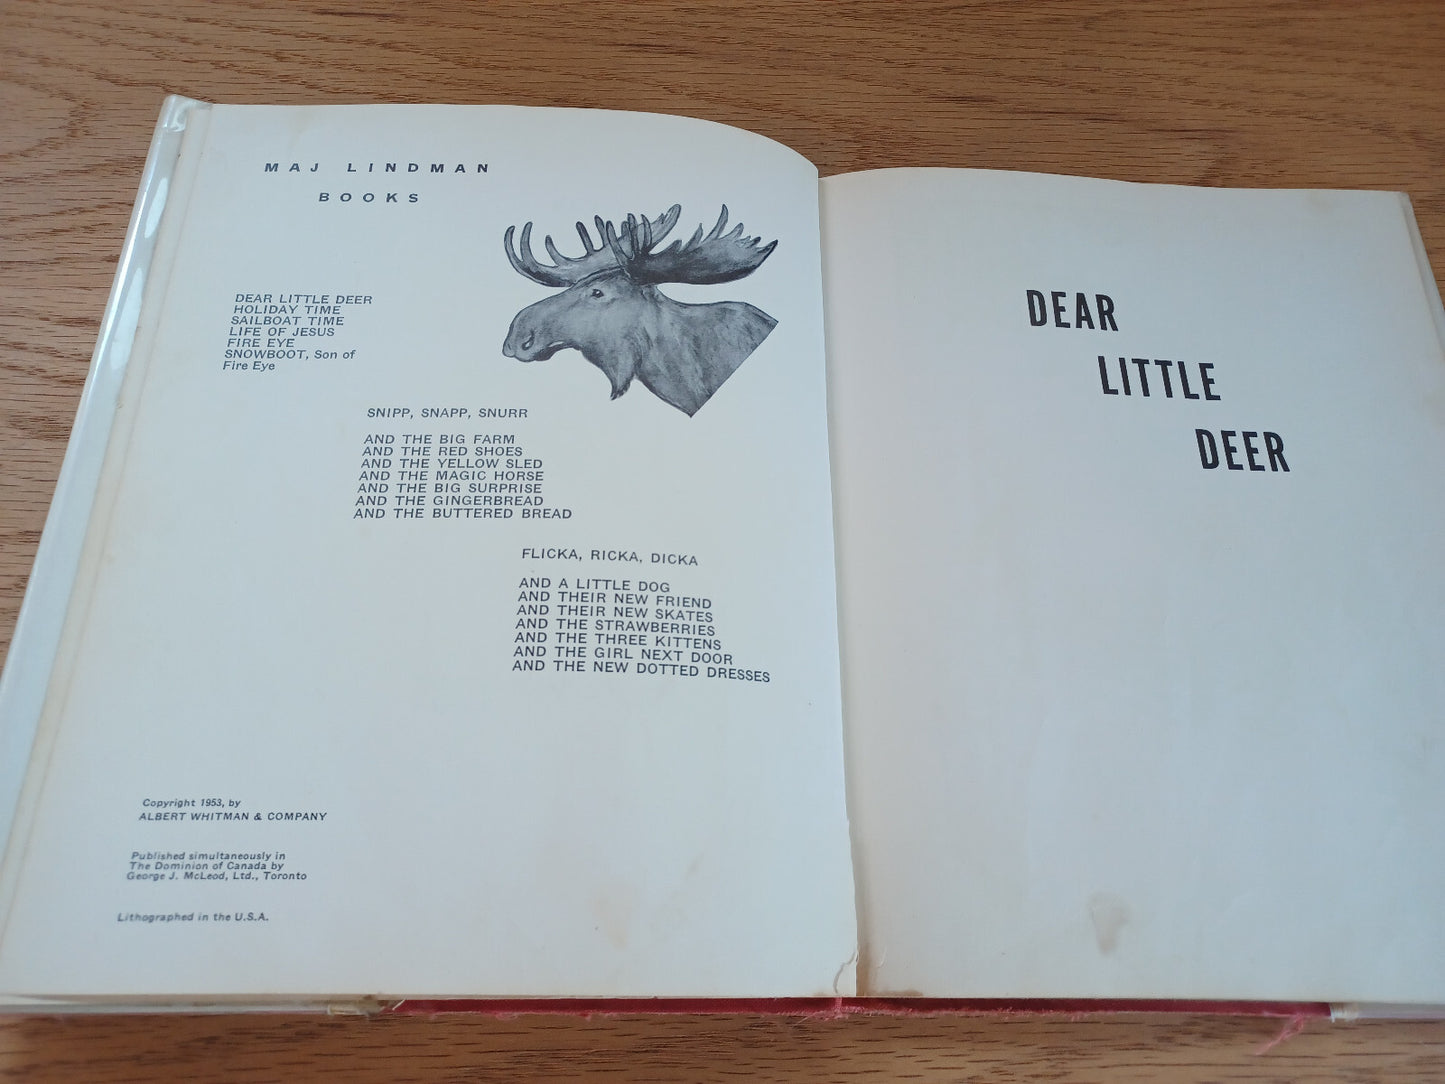 MAJ LINDMAN
BOOKS
DEAR LITTLE DEER
HOLIDAY TIME
SAILBOAT TIME
LIFE OF JESUS
FIRE EYE
SNOWBOOT, Son of
Fire Eye
SNIPP, SNAPP, SNURR
AND THE BIG FARM
AND THE RED SHOES
AND THE YELLOW SLED
AND THE MAGIC HORSE
AND THE BIG SURPRISE
AND THE GINGERBREAD
AND THE BUTTERED BREAD
FLICKA, RICKA, DICKA
AND A LITTLE DOG
AND THEIR NEW FRIEND
AND THEIR NEW SKATES
AND THE STRAWBERRIES
AND THE THREE KITTENS
AND THE GIRL NEXT DOOR
AND THE NEW DOTTED DRESSES
Copyright 1953, by
ALBERT WHITMAN & COMPANY
Published simultaneously in
The Dominion of Canada by
George J. McLeod, Ltd., Toronto
Lithographed in the U.S.A.
DEAR
LITTLE
DEER